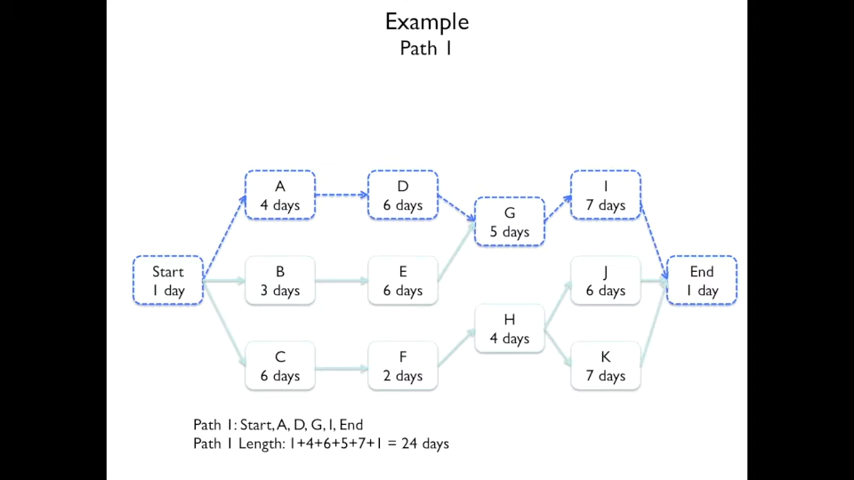 Example
Path 1
A
4 days
D
6 days
G
5 days
I
7 days
Start
1 day
B
3 days
E
6 days
J
6 days
End
1 day
H
4 days
C
6 days
F
2 days
K
7 days
Path 1: Start, A, D, G, I, End
Path 1 Length: 1+4+6+5+7+1 = 24 days